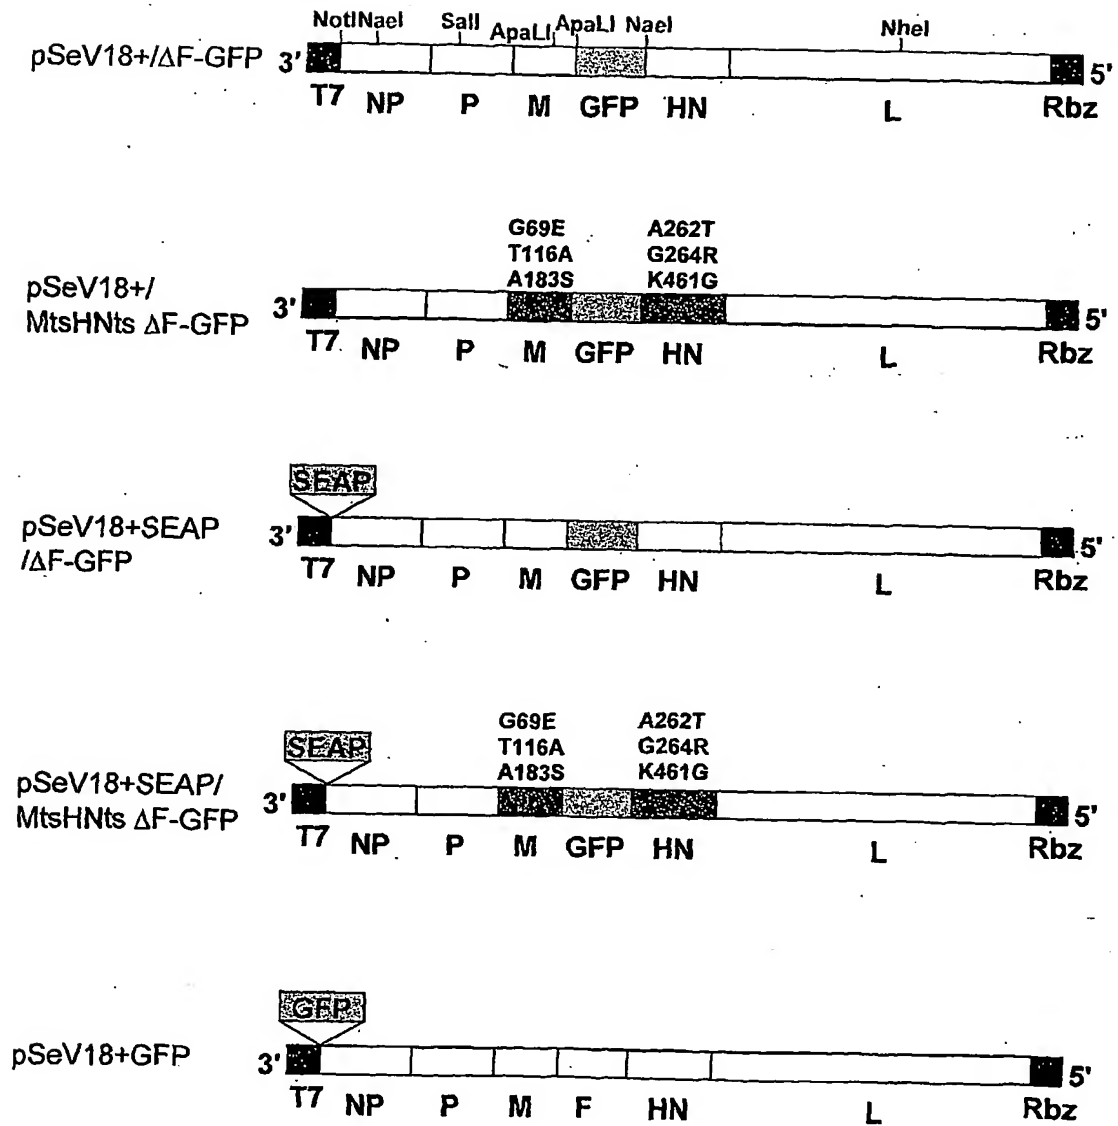 NotI NaeI SalI ApaLI ApaLI NaeI NheI
pSeV18+/ΔF-GFP 3' 5'
T7 NP P M GFP HN L Rbz
G69E A262T
T116A G264R
A183S K461G
pSeV18+/
MtsHNts ΔF-GFP 3' 5'
T7 NP P M GFP HN L Rbz
SEAP
pSeV18+SEAP 3' 5'
/ΔF-GFP
T7 NP P M GFP HN L Rbz
G69E A262T
T116A G264R
SEAP A183S K461G
pSeV18+SEAP/ 3' 5'
MtsHNts ΔF-GFP
T7 NP P M GFP HN L Rbz
GFP
pSeV18+GFP 3' 5'
T7 NP P M F HN L Rbz